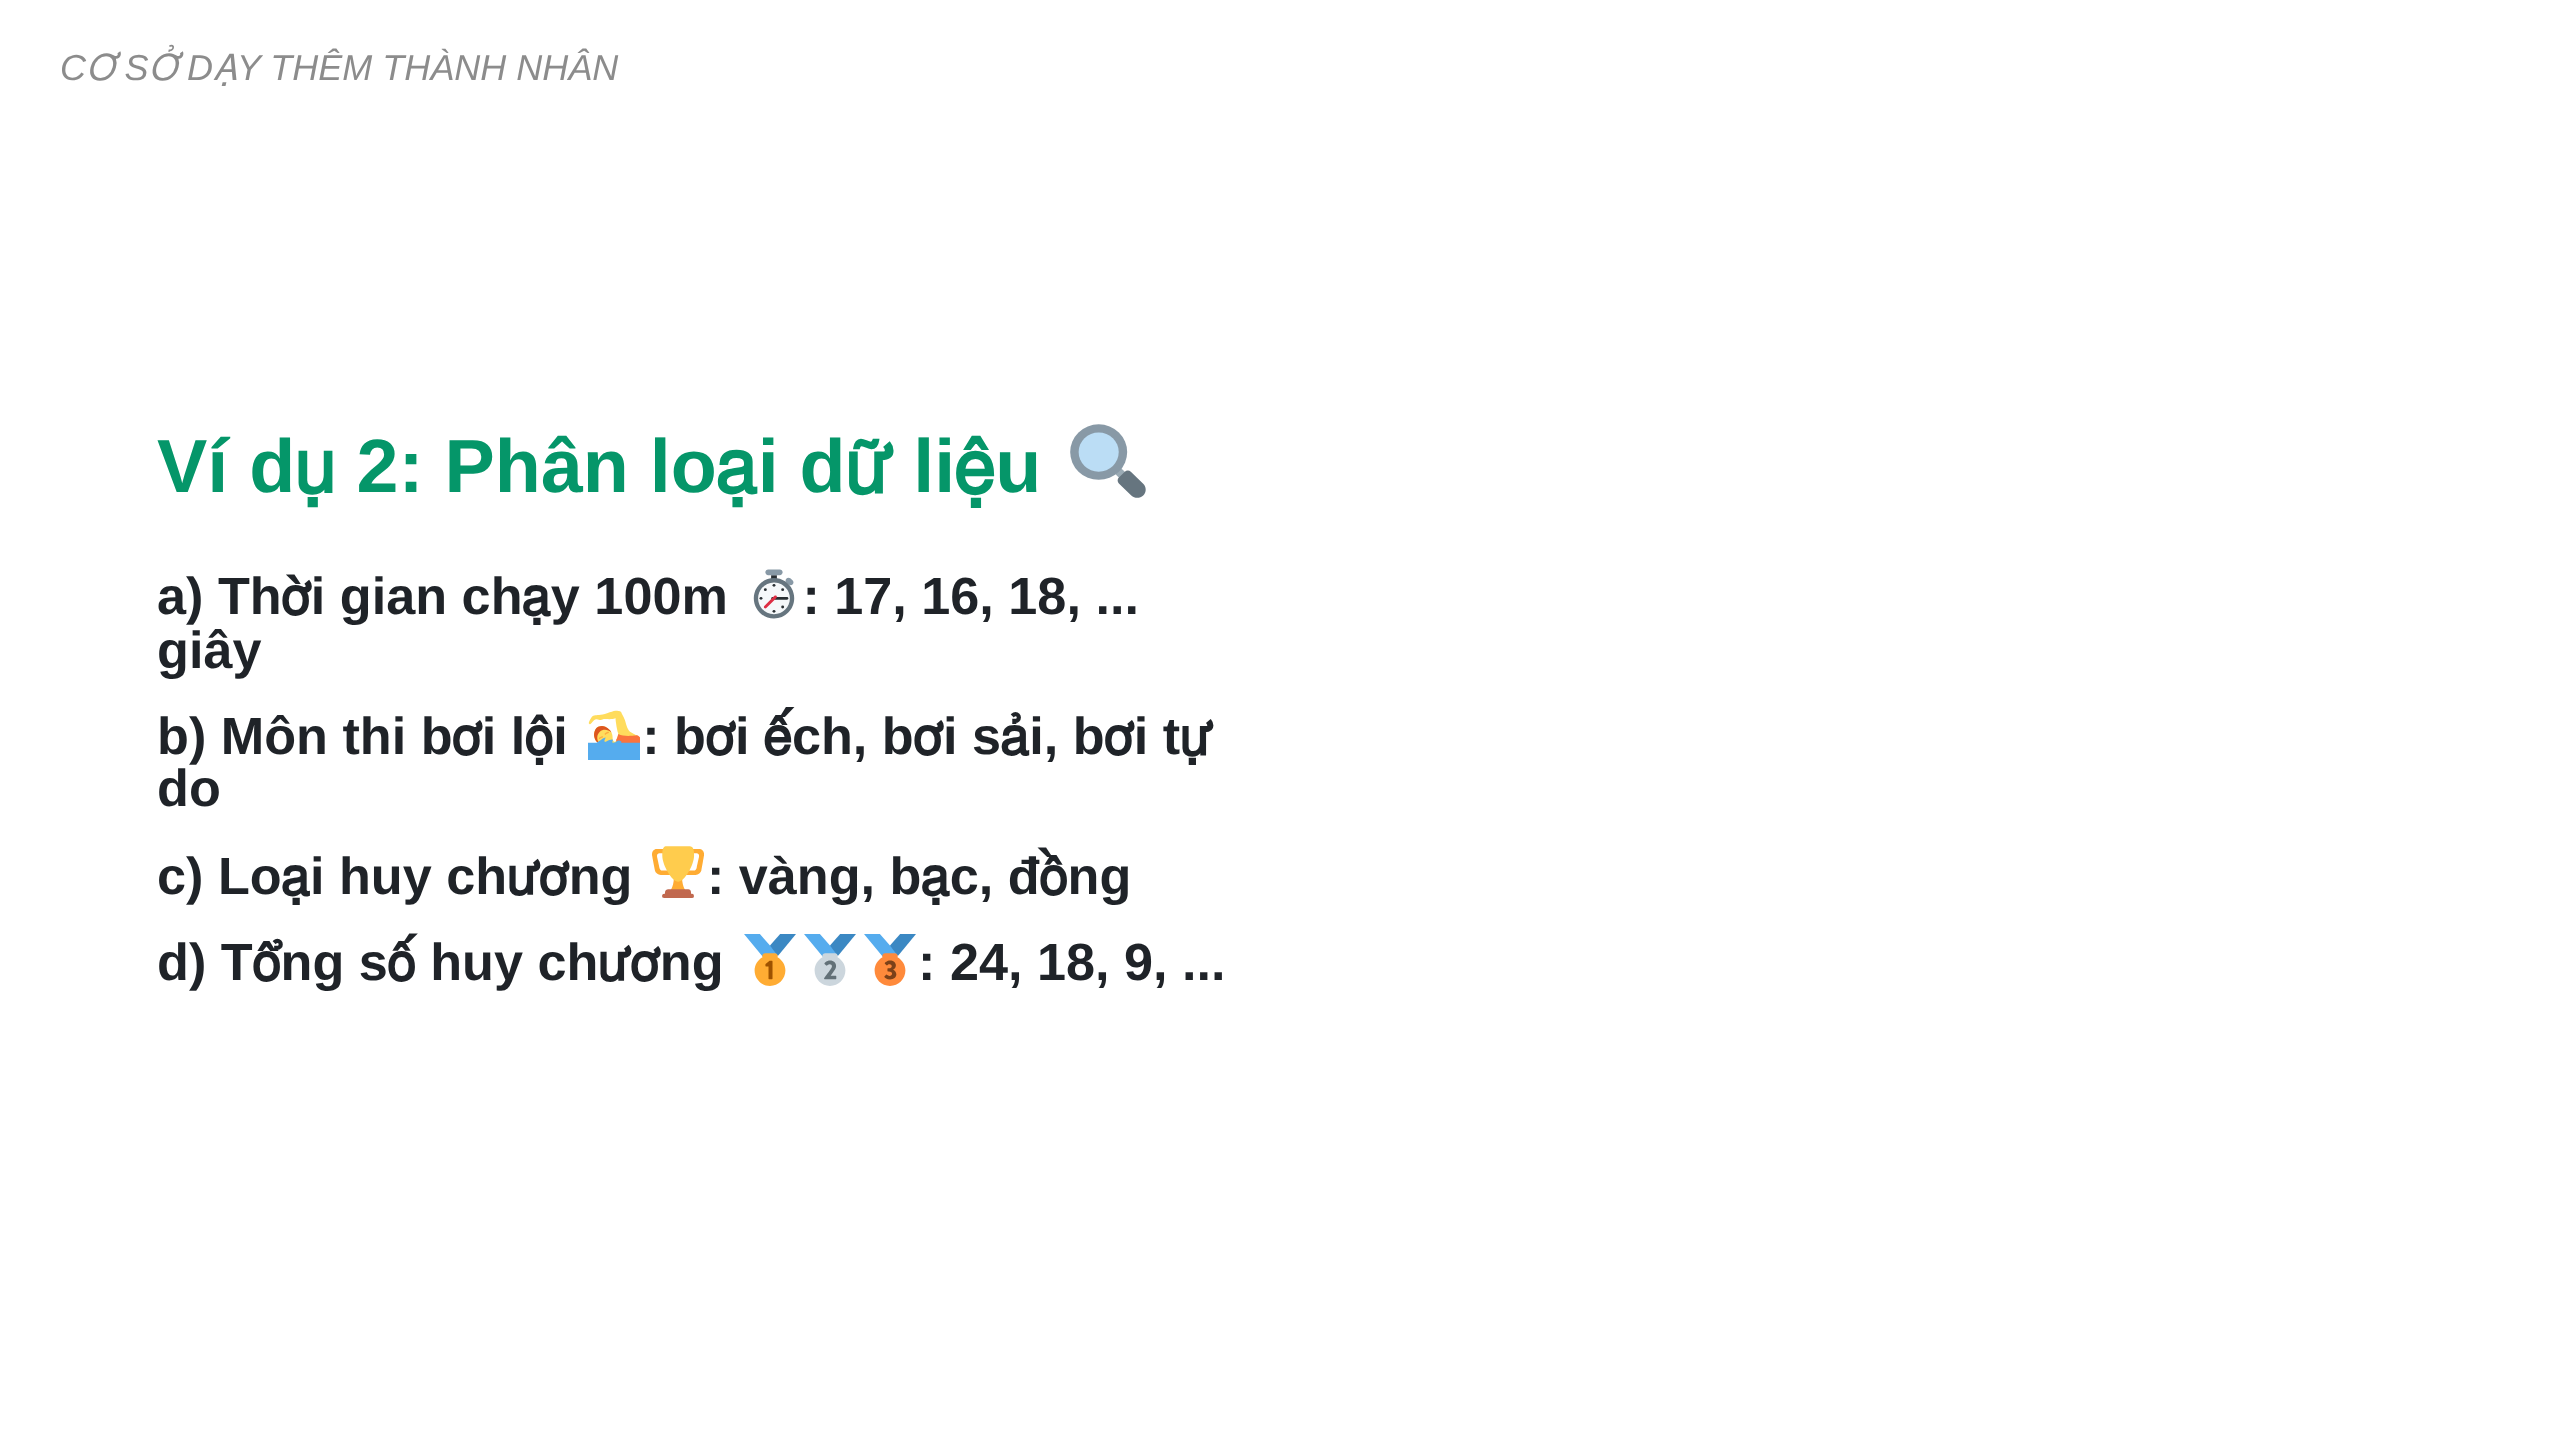 CƠ SỞ DẠY THÊM THÀNH NHÂN
Ví dụ 2: Phân loại dữ liệu 🔍
a) Thời gian chạy 100m ⏱: 17, 16, 18, ...
giây
b) Môn thi bơi lội 🏊: bơi ếch, bơi sải, bơi tự
do
c) Loại huy chương 🏆: vàng, bạc, đồng
d) Tổng số huy chương 🥇🥈🥉: 24, 18, 9, ...